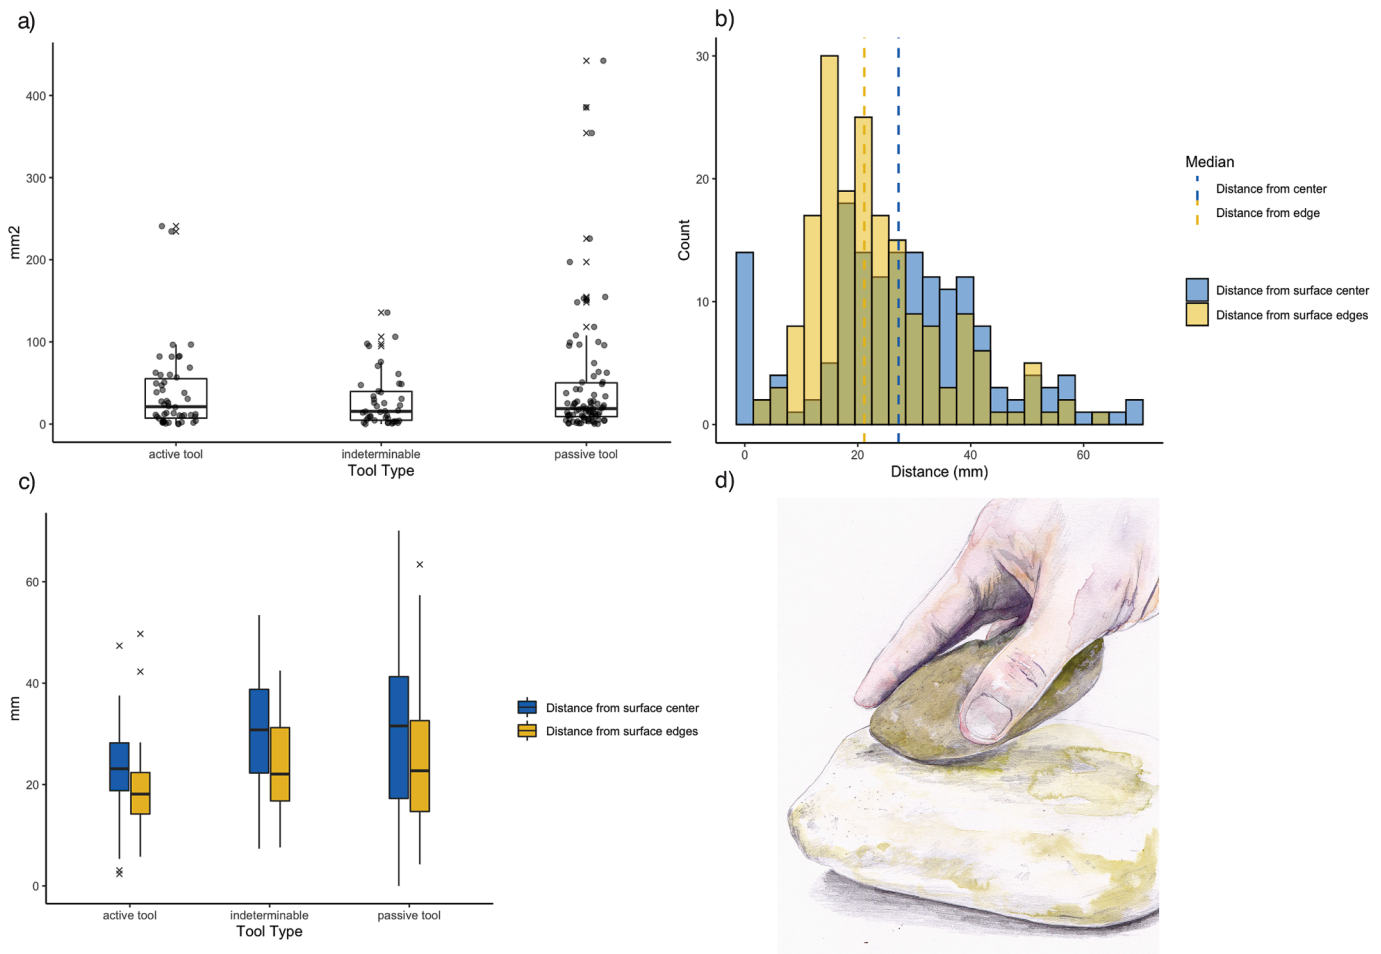 a)
mm2
400
300
200
100
0
active tool
indeterminable
passive tool
Tool Type
b)
Count
30
20
10
0
0
20
40
60
Distance (mm)
Median
Distance from center
Distance from edge
Distance from surface center
Distance from surface edges
c)
mm
60
40
20
0
active tool
indeterminable
passive tool
Tool Type
Distance from surface center
Distance from surface edges
d)